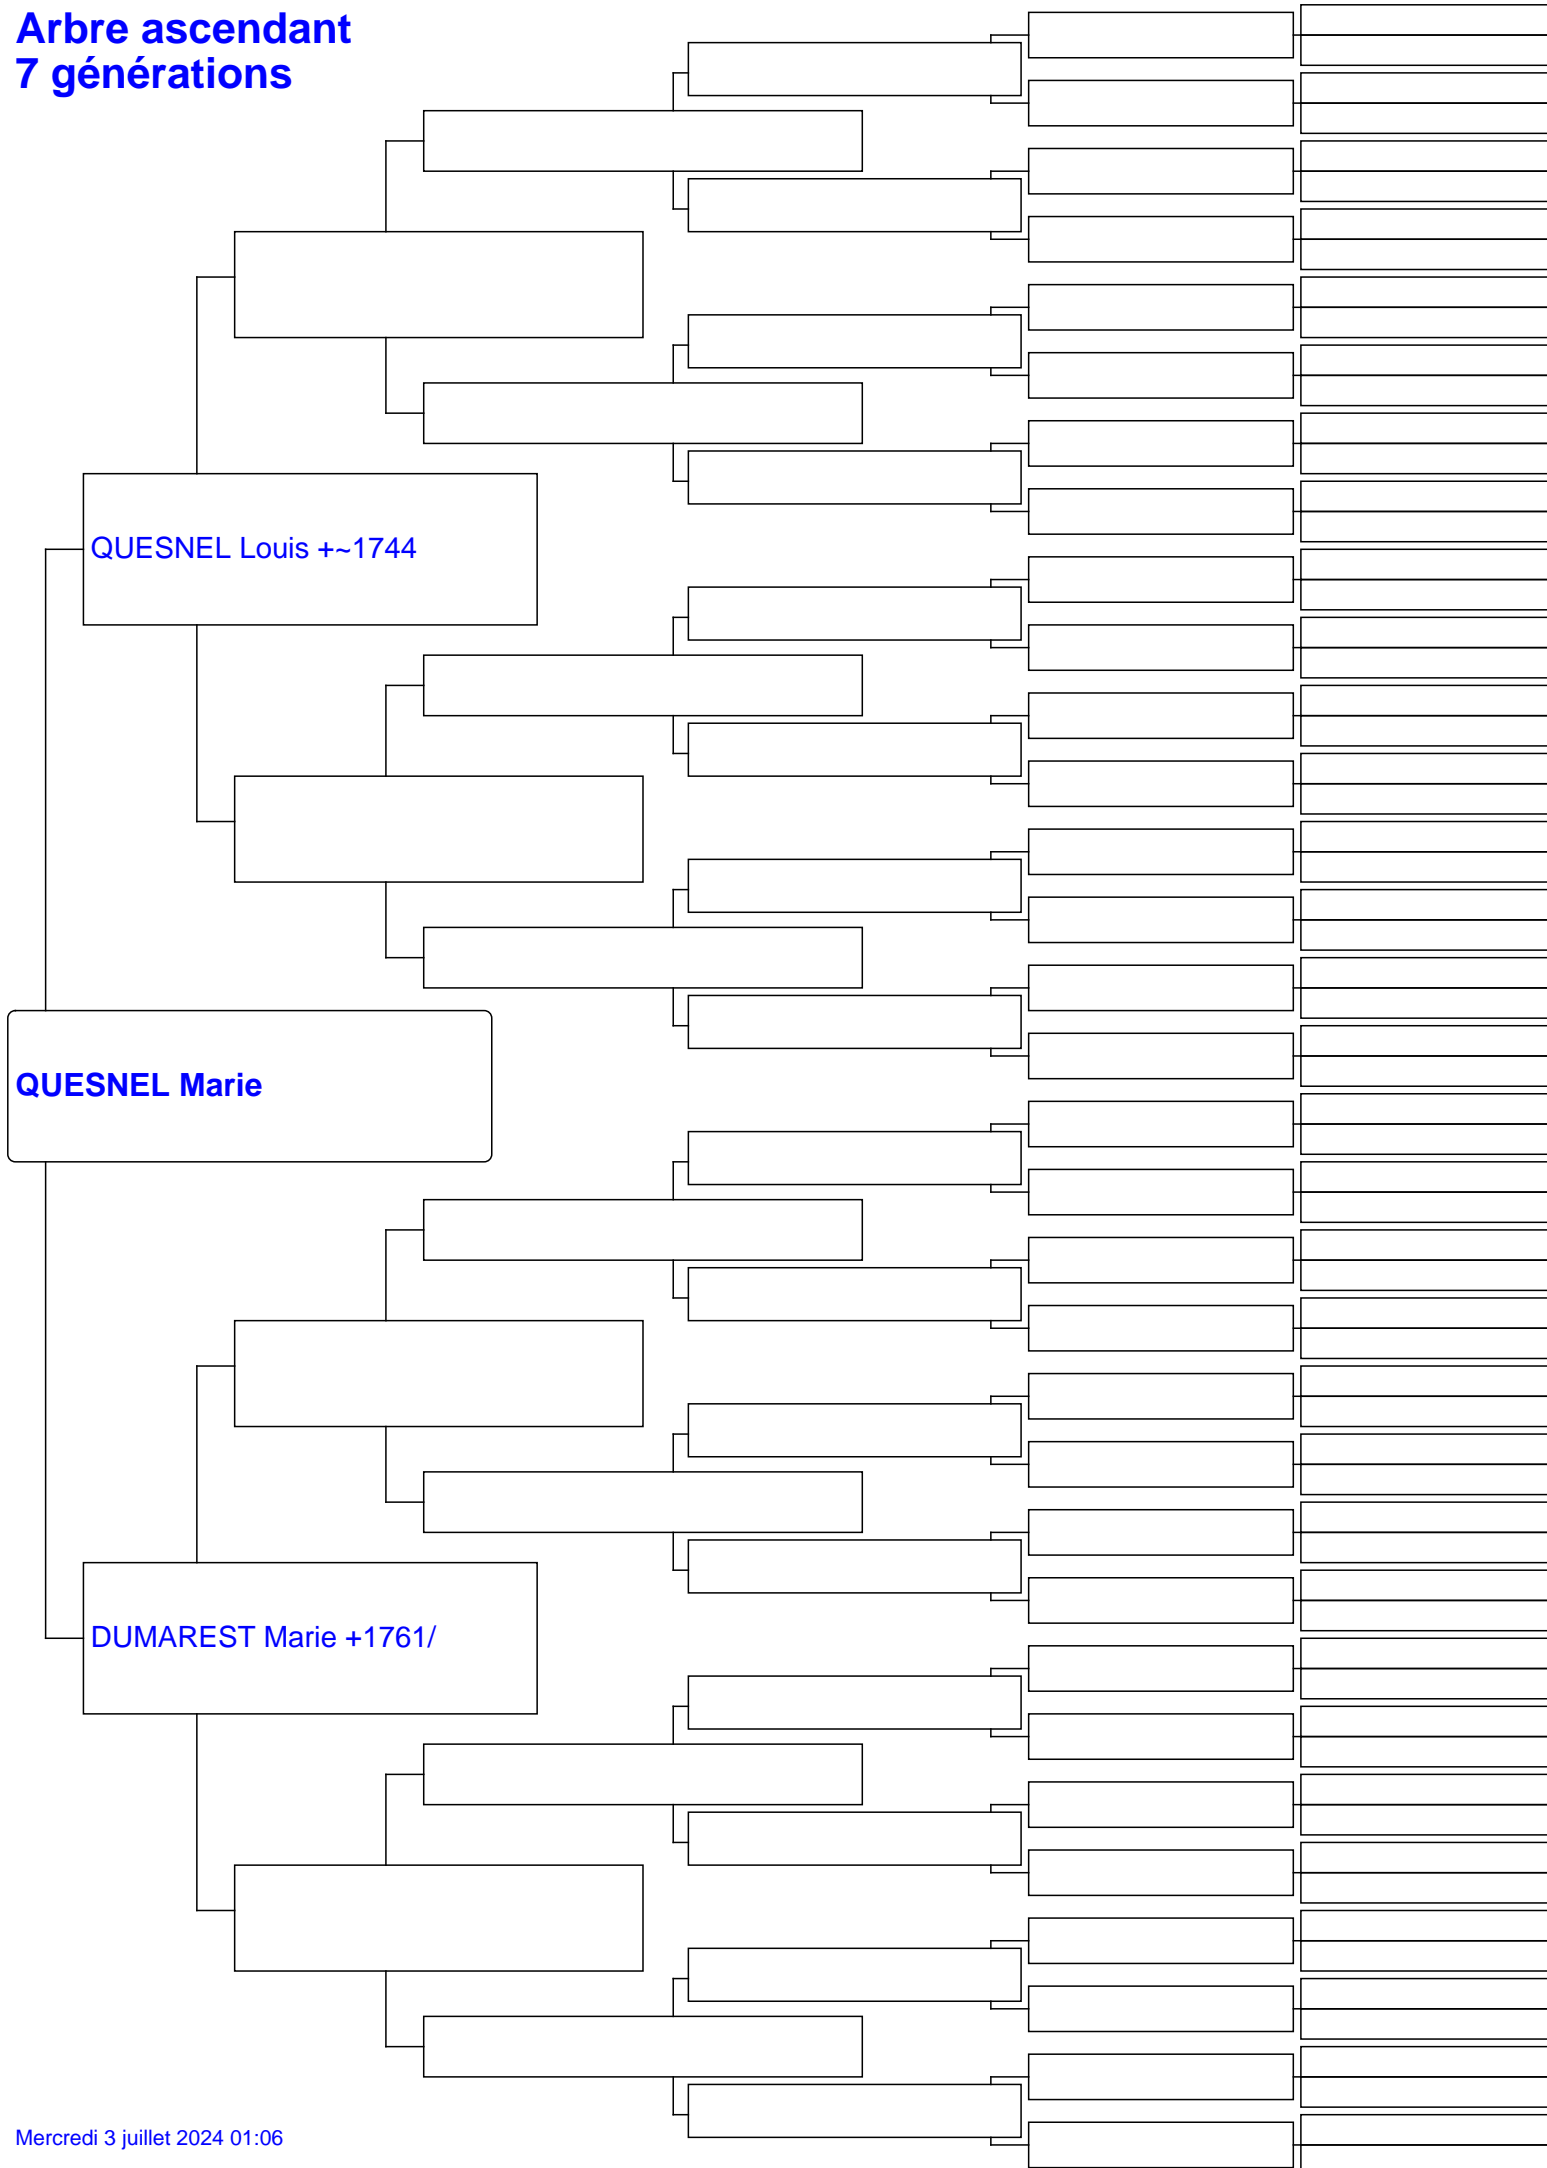 Arbre ascendant
7 générations
QUESNEL Louis +~1744
QUESNEL Marie
DUMAREST Marie +1761/
Mercredi 3 juillet 2024 01:06